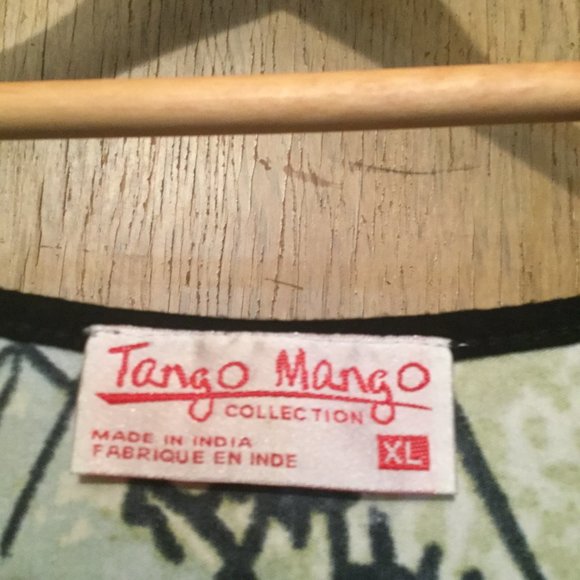 Tango Mango
COLLECTION
MADE IN INDIA
FABRIQUE EN INDE
XL